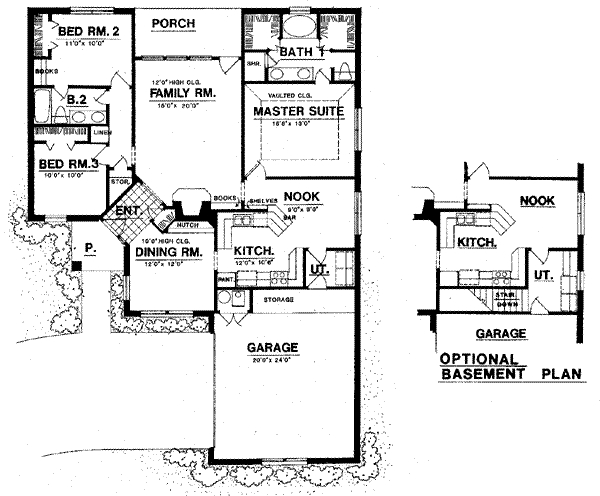 PORCH
BED RM. 2
11'0" X 10'0"
BATH 1
BOOKS
SHR.
12'0" HIGH CLG.
FAMILY RM.
16'0" X 20'0"
VAULTED CLG.
MASTER SUITE
16'6" X 13'0"
B.2
LINEN
BED RM.3
10'0" X 10'0"
STOR.
BOOKS
SHELVES
NOOK
9'0" X 9'0"
BAR
ENT.
HUTCH
10'0" HIGH CLG.
DINING RM.
12'0" X 12'0"
KITCH.
12'0" X 10'6"
P.
UT.
PANT.
STORAGE
GARAGE
20'0" X 24'0"
NOOK
KITCH.
UT.
STAIR
DOWN
GARAGE
OPTIONAL
BASEMENT PLAN